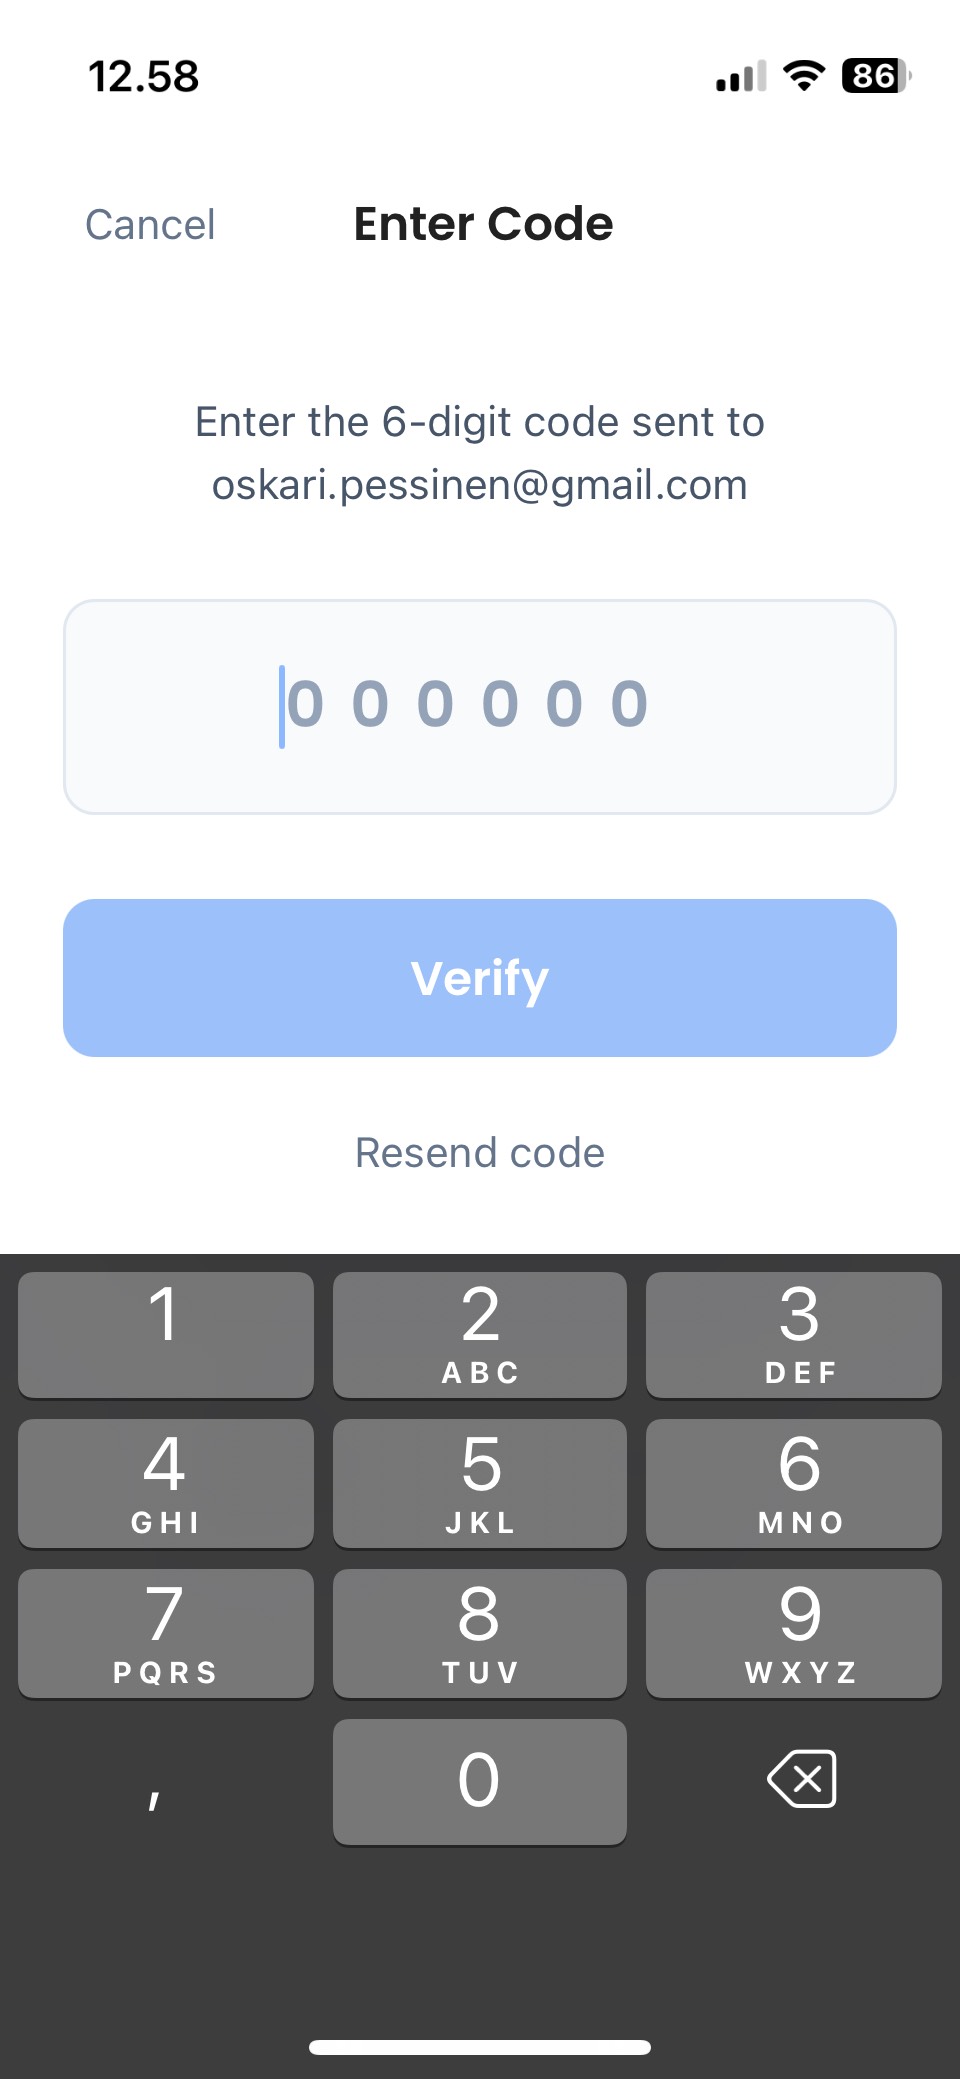 12.58
86
Cancel
Enter Code
Enter the 6-digit code sent to
oskari.pessinen@gmail.com
0 0 0 0 0 0
Verify
Resend code
1
2
ABC
3
DEF
4
GHI
5
JKL
6
MNO
7
PQRS
8
TUV
9
WXYZ
,
0